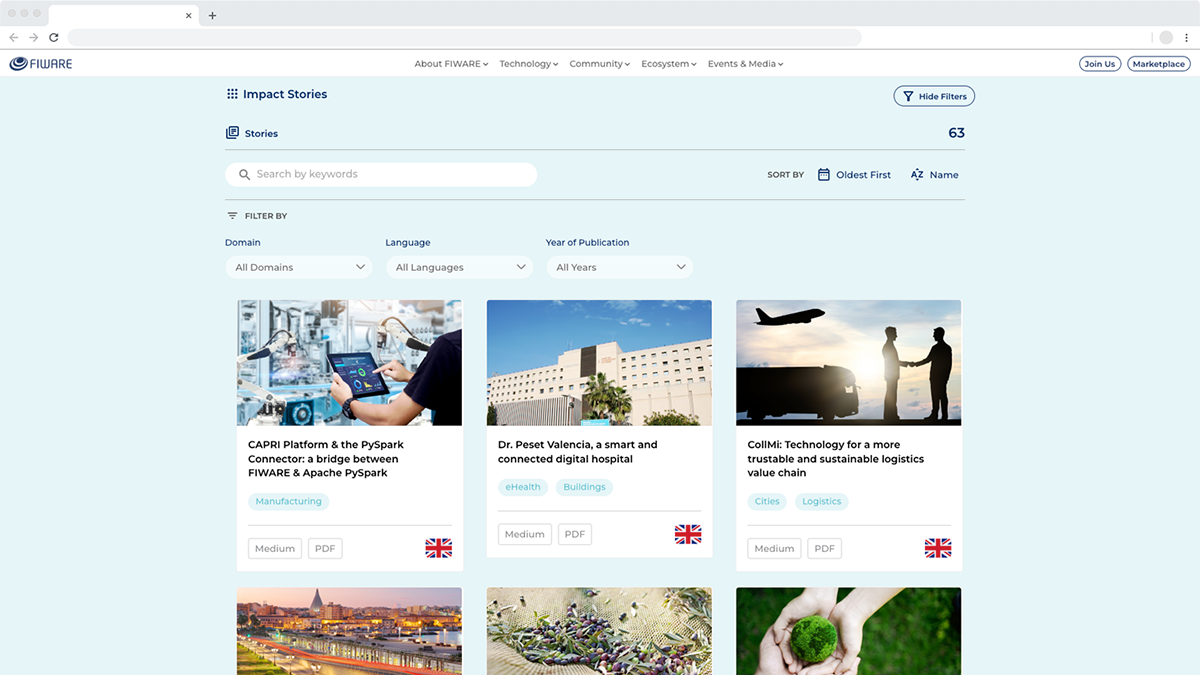 FIWARE
About FIWARE
Technology
Community
Ecosystem
Events & Media
Join Us
Marketplace
Impact Stories
Hide Filters
Stories
63
Search by keywords
SORT BY
Oldest First
AZ Name
FILTER BY
Domain
Language
Year of Publication
All Domains
All Languages
All Years
CAPRI Platform & the PySpark
Connector: a bridge between
FIWARE & Apache PySpark
Manufacturing
Medium
PDF
Dr. Peset Valencia, a smart and
connected digital hospital
eHealth
Buildings
Medium
PDF
CollMi: Technology for a more
trustable and sustainable logistics
value chain
Cities
Logistics
Medium
PDF